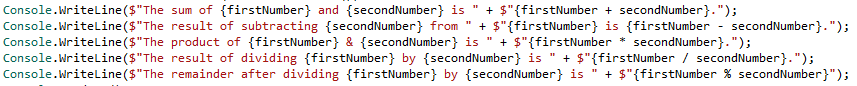 Console.WriteLine($"The sum of {firstNumber} and {secondNumber} is " + $"{firstNumber + secondNumber}.");
Console.WriteLine($"The result of subtracting {secondNumber} from " + $"{firstNumber} is {firstNumber - secondNumber}.");
Console.WriteLine($"The product of {firstNumber} & {secondNumber} is " + $"{firstNumber * secondNumber}.");
Console.WriteLine($"The result of dividing {firstNumber} by {secondNumber} is " + $"{firstNumber / secondNumber}.");
Console.WriteLine($"The remainder after dividing {firstNumber} by {secondNumber} is " + $"{firstNumber % secondNumber}");